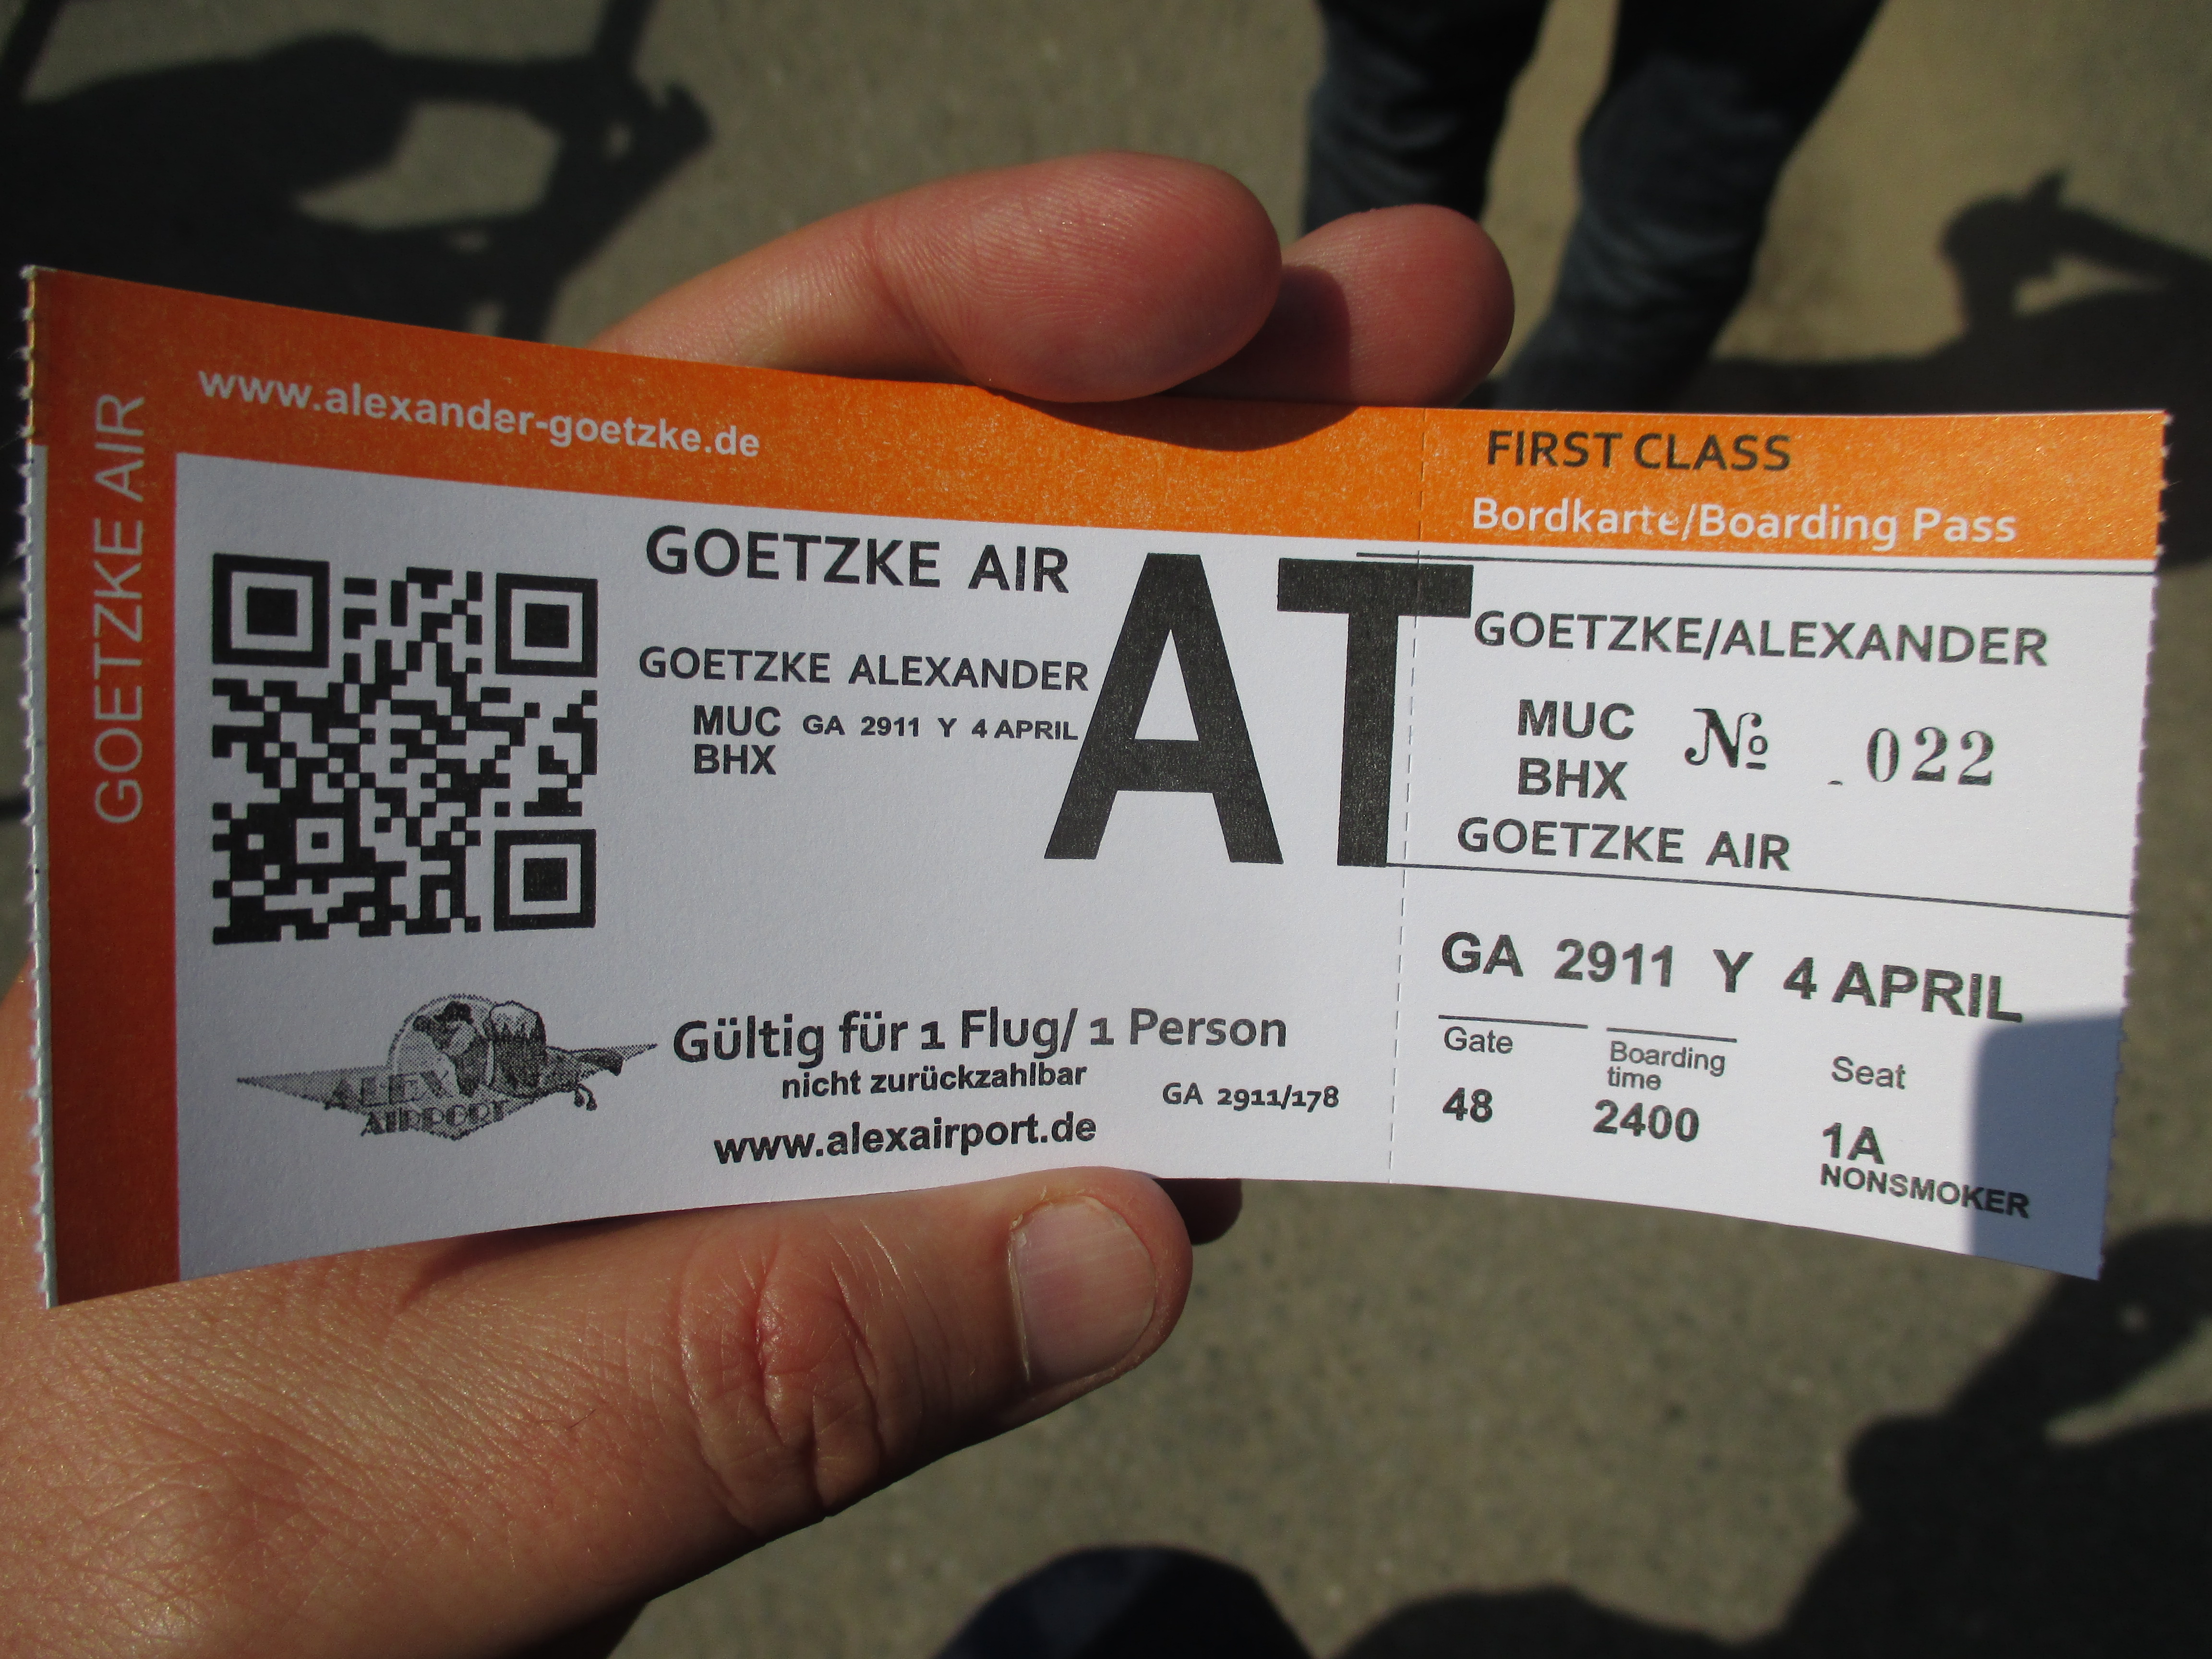 GOETZKE AIR
www.alexander-goetzke.de
GOETZKE AIR
GOETZKE ALEXANDER
MUC GA 2911 Y 4 APRIL
BHX
AT
ALEX
AIRPORT
Gültig für 1 Flug/ 1 Person
nicht zurückzahlbar
GA 2911/178
www.alexairport.de
FIRST CLASS
Bordkarte/Boarding Pass
GOETZKE/ALEXANDER
MUC
BHX
№ 022
GOETZKE AIR
GA 2911 Y 4 APRIL
Gate
48
Boarding
time
2400
Seat
1A
NONSMOKER